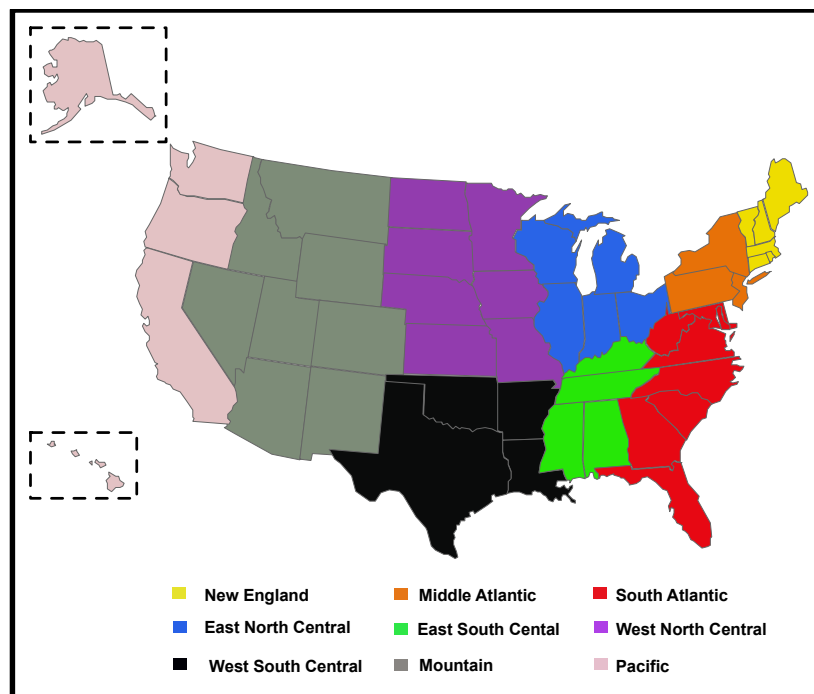 New England
Middle Atlantic
South Atlantic
East North Central
East South Cental
West North Central
West South Central
Mountain
Pacific